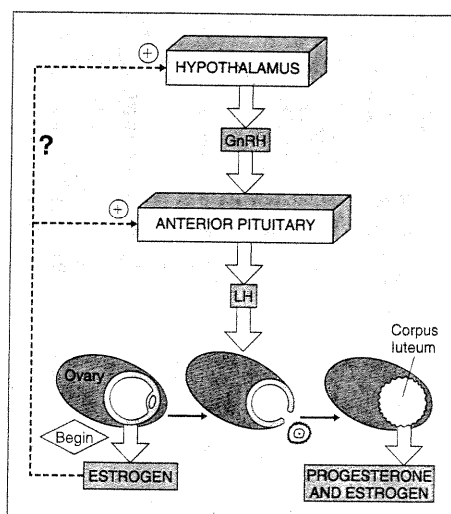 +
HYPOTHALAMUS
?
GnRH
+
ANTERIOR PITUITARY
LH
Corpus
luteum
Ovary
Begin
ESTROGEN
PROGESTERONE
AND ESTROGEN